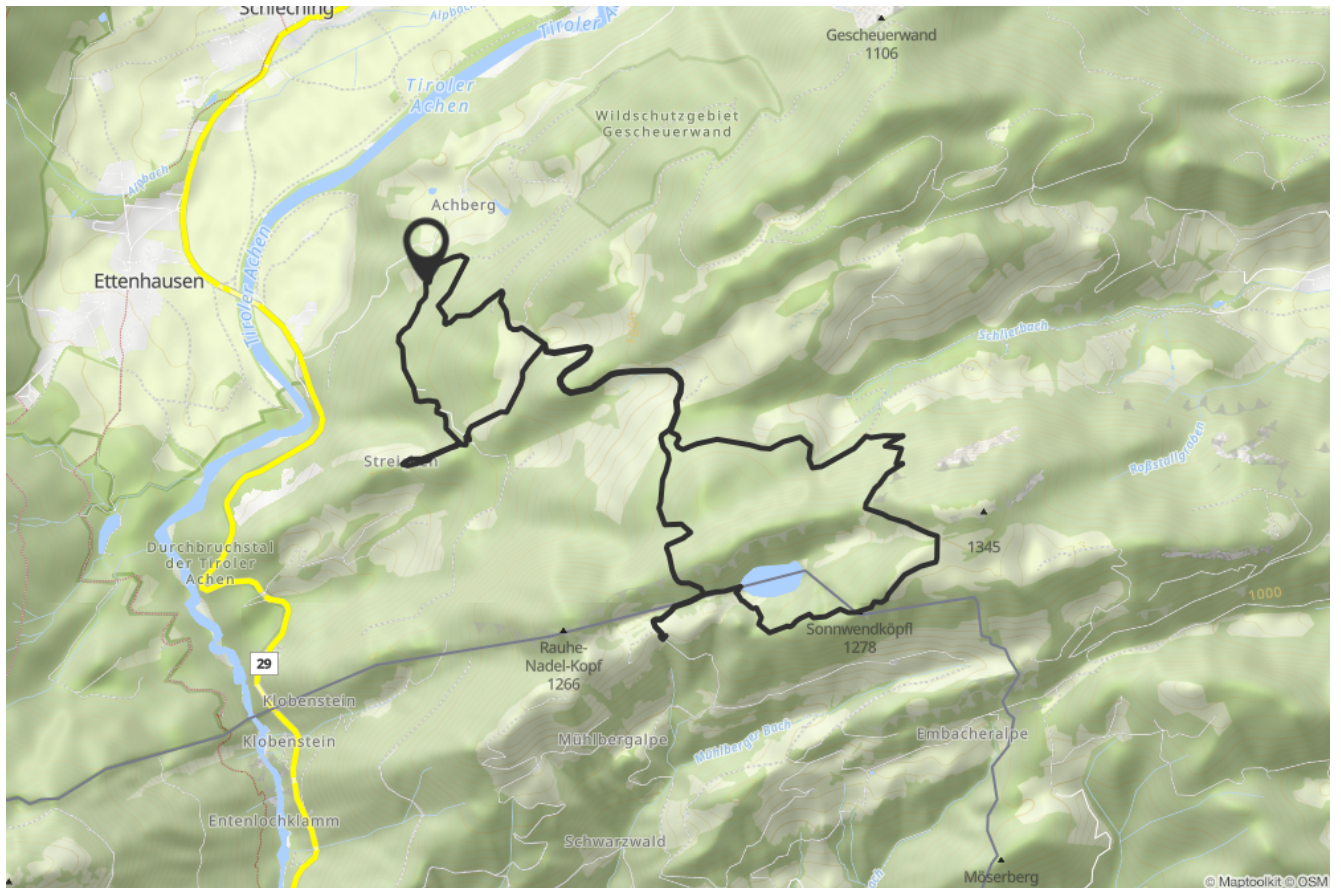 Schleching
Alpbach
Tiroler A
Gescheuerwand
1106
Tiroler
Achen
Wildschutzgebiet
Gescheuerwand
Alpbach
Achberg
Ettenhausen
Tiroler Achen
Schlierbach
Roßstallgraben
Durchbruchstal
der Tiroler
Achen
1345
1000
Sonnwendköpfl
1278
Rauhe-
Nadel-Kopf
1266
29
Klobenstein
Klobenstein
Mühlbergalpe
Mühlberger Bach
Embacheralpe
Entenlochklamm
Schwarzwald
Möserberg
© Maptoolkit © OSM